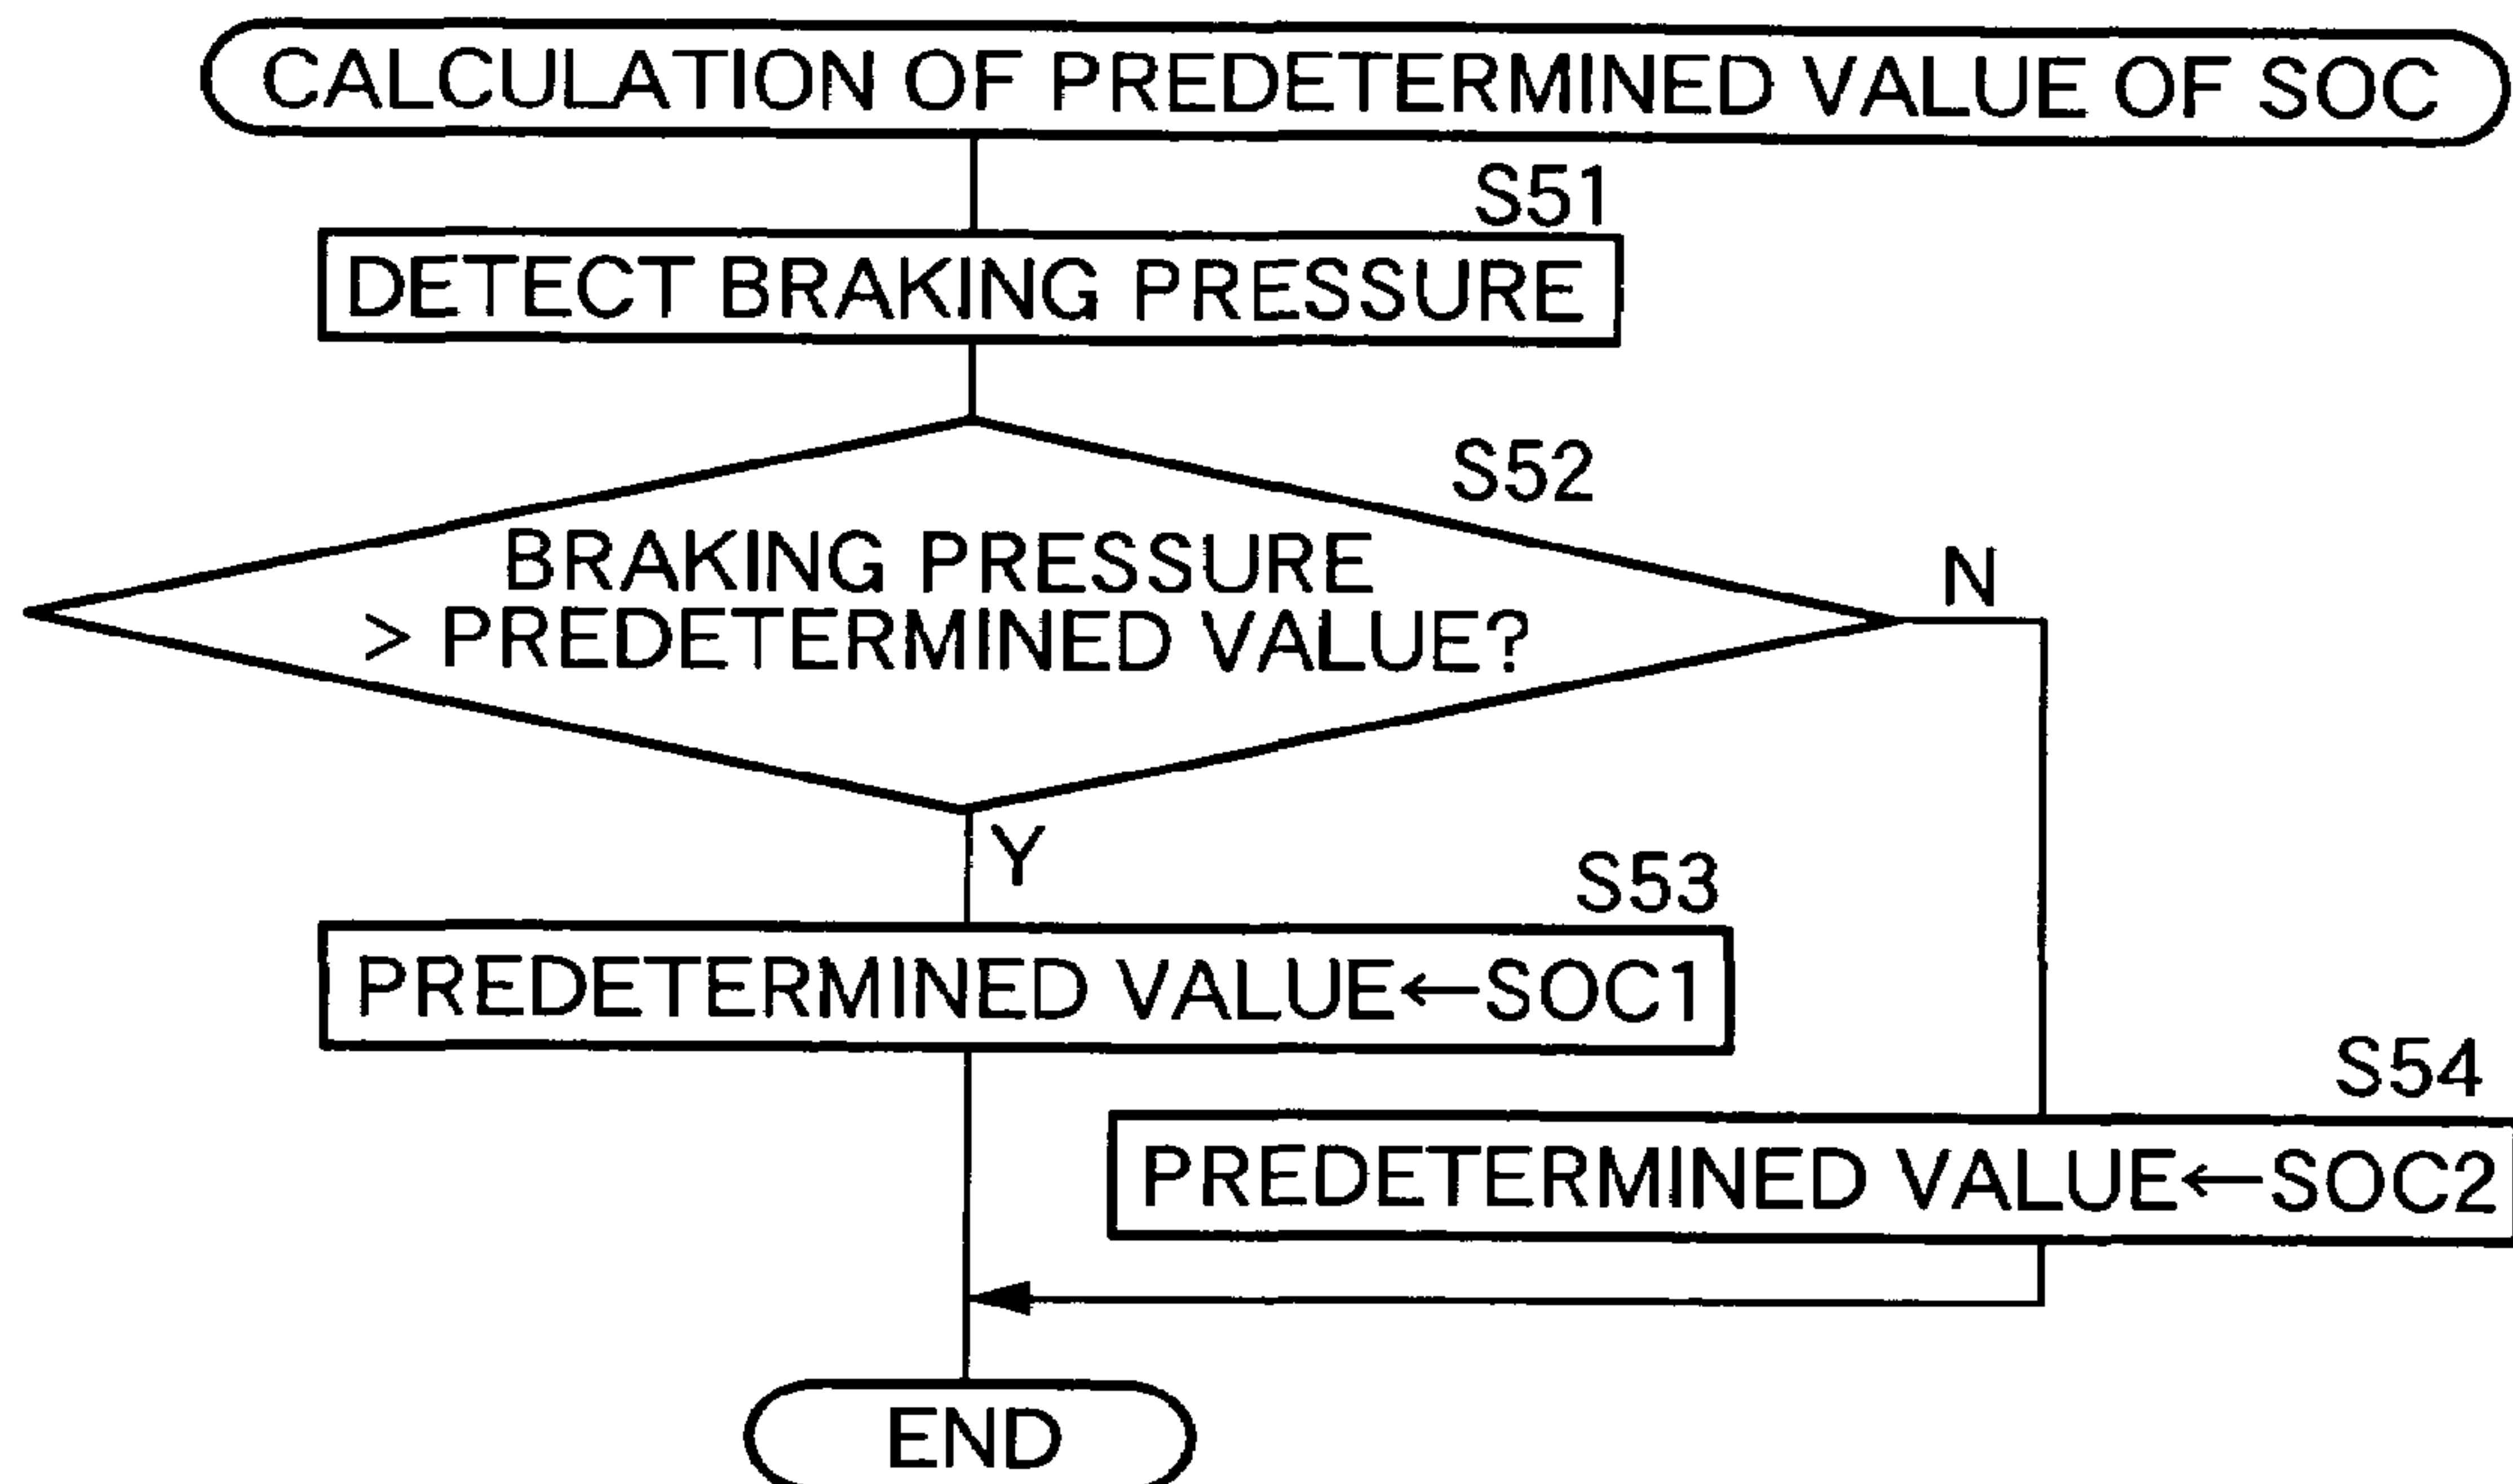 CALCULATION OF PREDETERMINED VALUE OF SOC
S51
DETECT BRAKING PRESSURE
S52
BRAKING PRESSURE
> PREDETERMINED VALUE?
N
Y
S53
PREDETERMINED VALUE←SOC1
S54
PREDETERMINED VALUE←SOC2
END